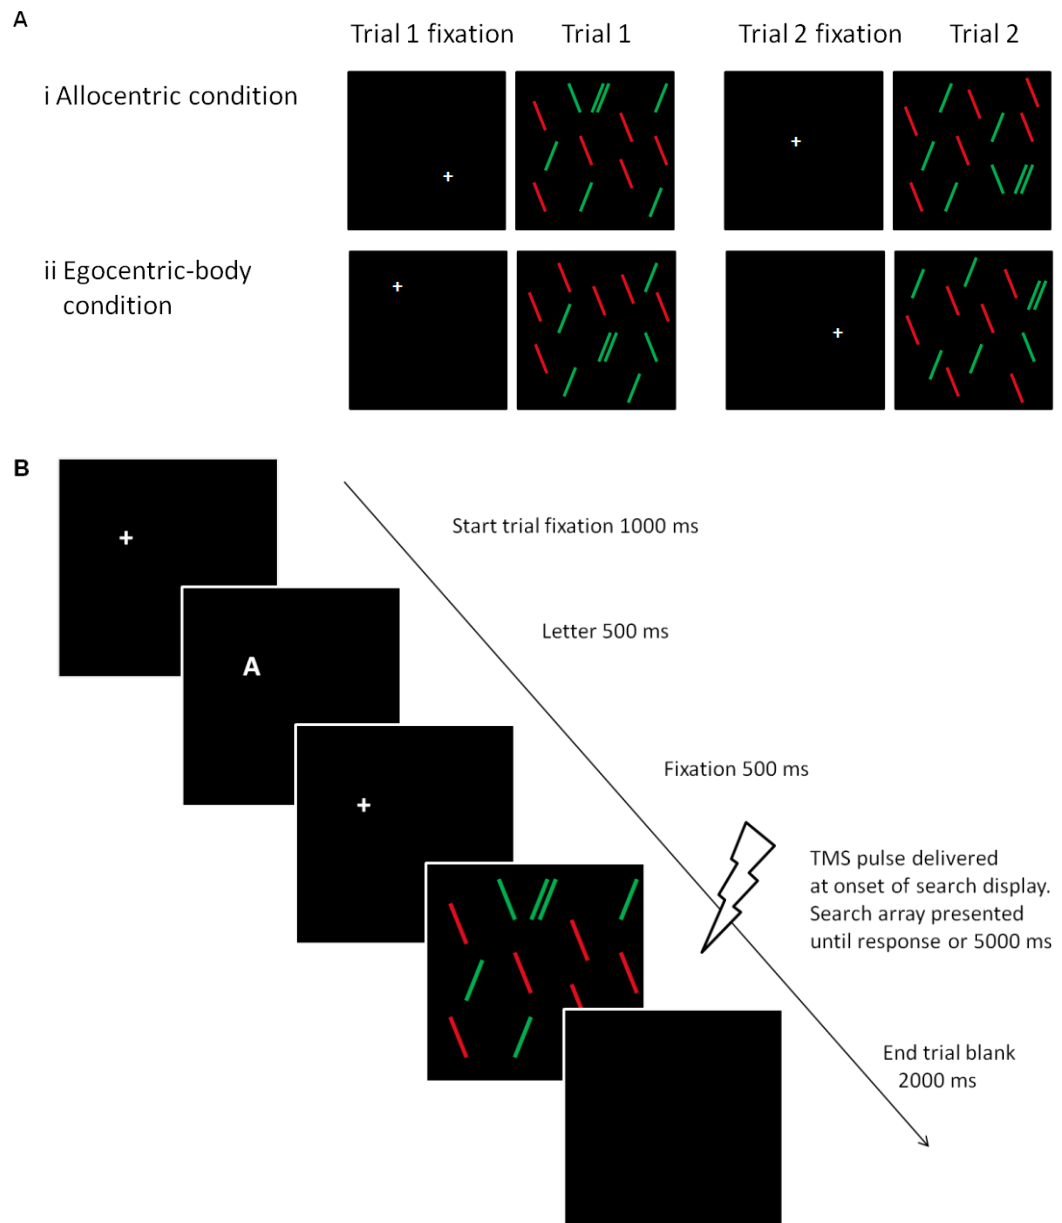 A
Trial 1 fixation
Trial 1
Trial 2 fixation
Trial 2
i Allocentric condition
+
+
ii Egocentric-body
condition
+
+
B
+
Start trial fixation 1000 ms
A
Letter 500 ms
+
Fixation 500 ms
TMS pulse delivered
at onset of search display.
Search array presented
until response or 5000 ms
End trial blank
2000 ms